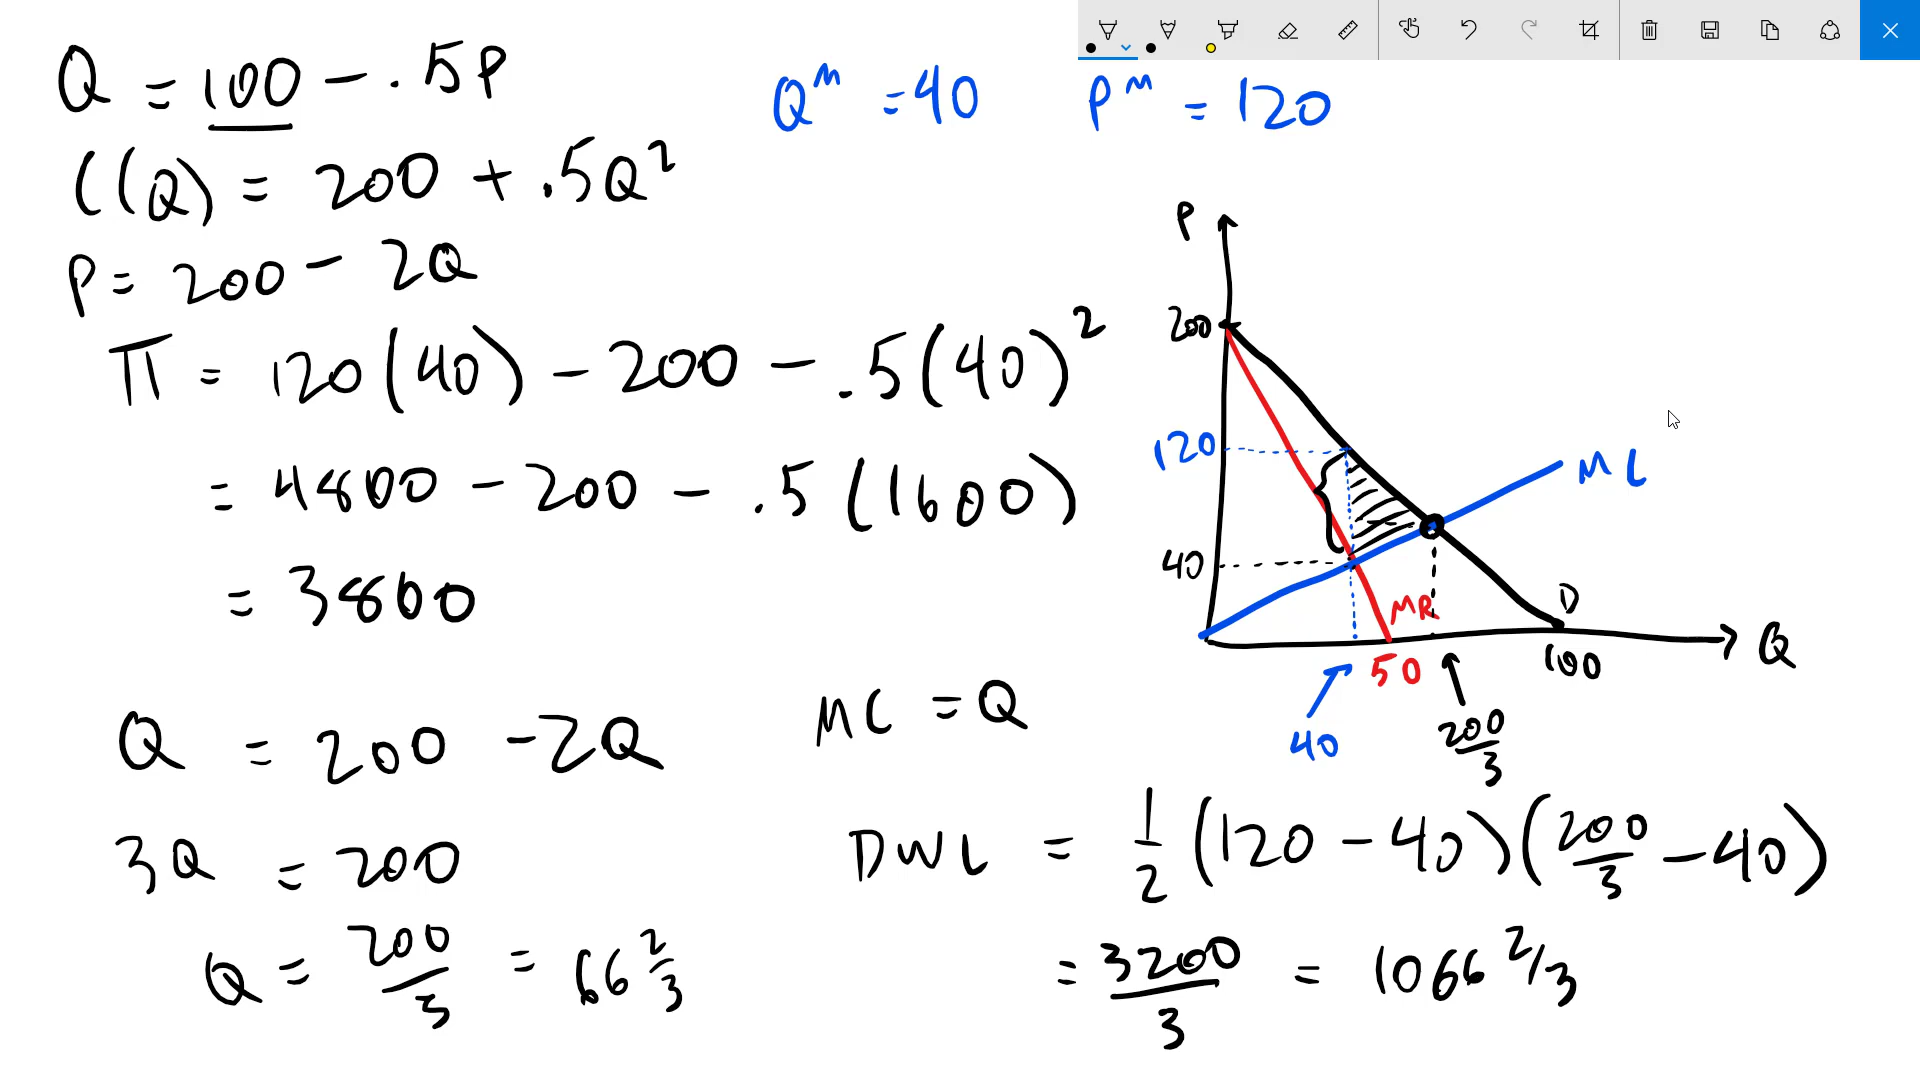 Q = 100 - .5P
C(Q) = 200 + .5Q²
P = 200 - 2Q
π = 120(40) - 200 - .5(40)²
= 4800 - 200 - .5(1600)
= 3800
Q = 200 - 2Q
3Q = 200
Q = 200/3 = 66 2/3
Qᴹ = 40
Pᴹ = 120
P
200
120
40
MC
MR
D
Q
50
100
40
200/3
MC = Q
DWL = 1/2 (120 - 40)(200/3 - 40)
= 3200/3 = 1066 2/3